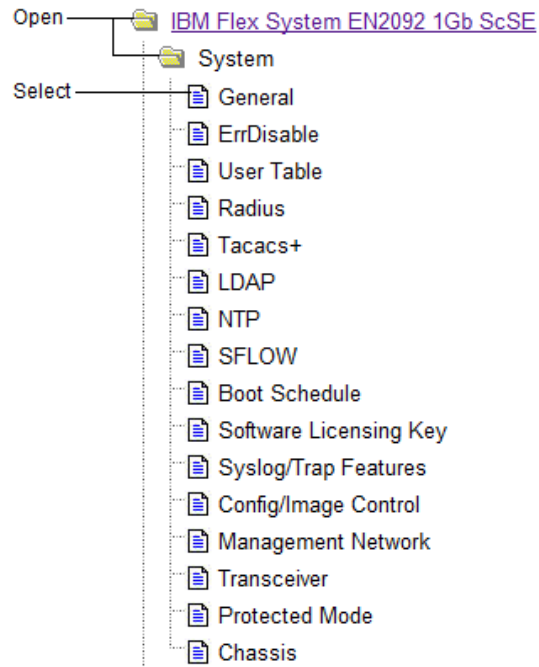 Open IBM Flex System EN2092 1Gb ScSE
System
Select General
ErrDisable
User Table
Radius
Tacacs+
LDAP
NTP
SFLOW
Boot Schedule
Software Licensing Key
Syslog/Trap Features
Config/Image Control
Management Network
Transceiver
Protected Mode
Chassis